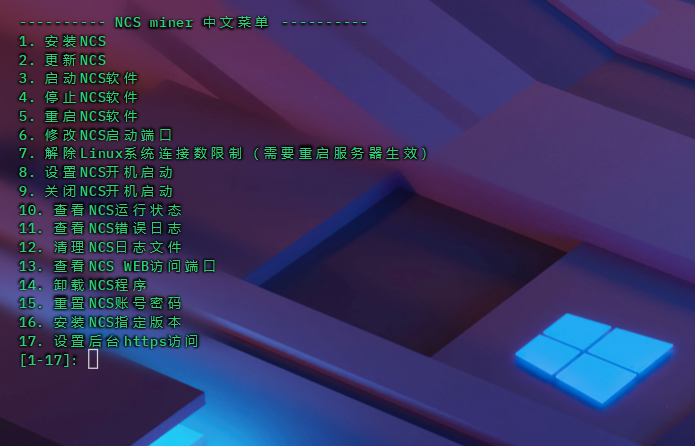 ---------- NCS miner 中文菜单 ----------
1. 安装NCS
2. 更新NCS
3. 启动NCS软件
4. 停止NCS软件
5. 重启NCS软件
6. 修改NCS启动端口
7. 解除Linux系统连接数限制(需要重启服务器生效)
8. 设置NCS开机启动
9. 关闭NCS开机启动
10. 查看NCS运行状态
11. 查看NCS错误日志
12. 清理NCS日志文件
13. 查看NCS WEB访问端口
14. 卸载NCS程序
15. 重置NCS账号密码
16. 安装NCS指定版本
17. 设置后台https访问
[1-17]: